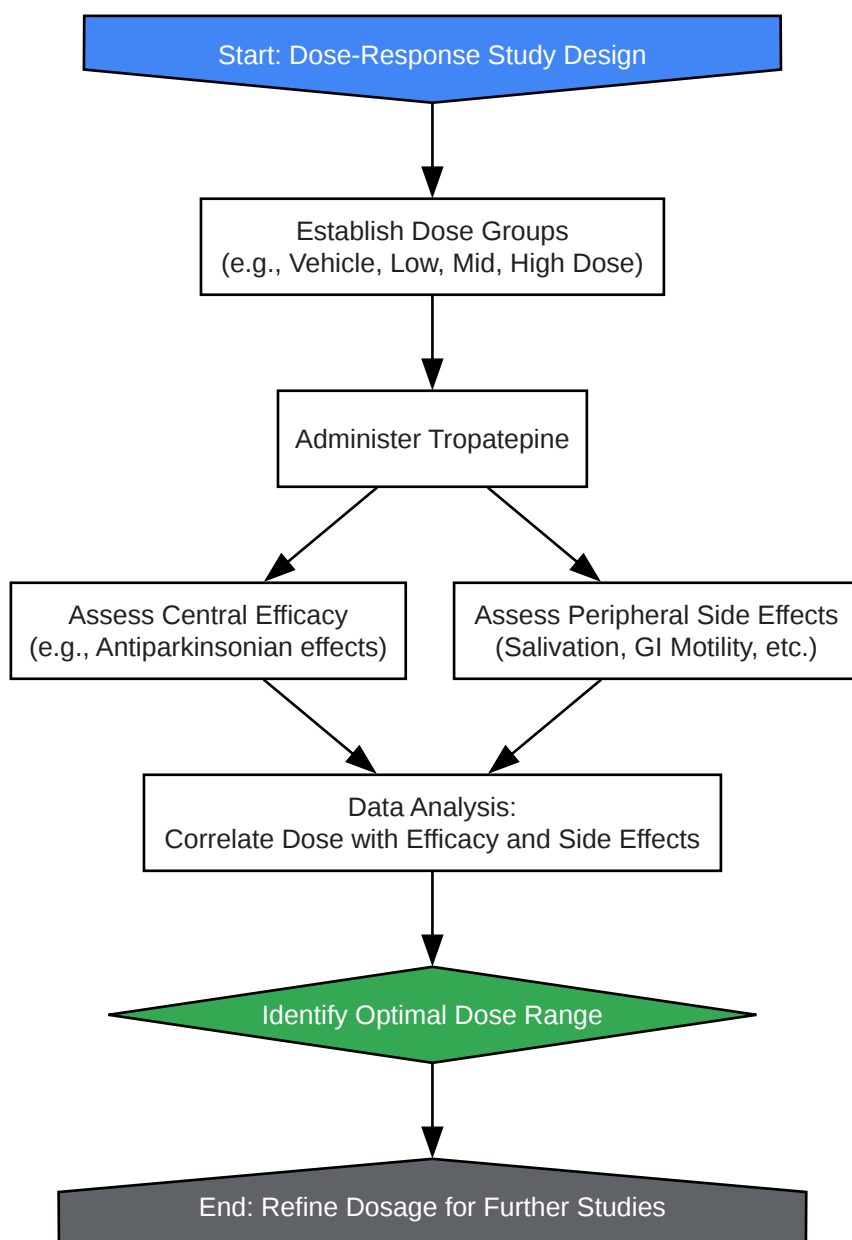 Start: Dose-Response Study Design
Establish Dose Groups
(e.g., Vehicle, Low, Mid, High Dose)
Administer Tropatepine
Assess Central Efficacy
(e.g., Antiparkinsonian effects)
Assess Peripheral Side Effects
(Salivation, GI Motility, etc.)
Data Analysis:
Correlate Dose with Efficacy and Side Effects
Identify Optimal Dose Range
End: Refine Dosage for Further Studies